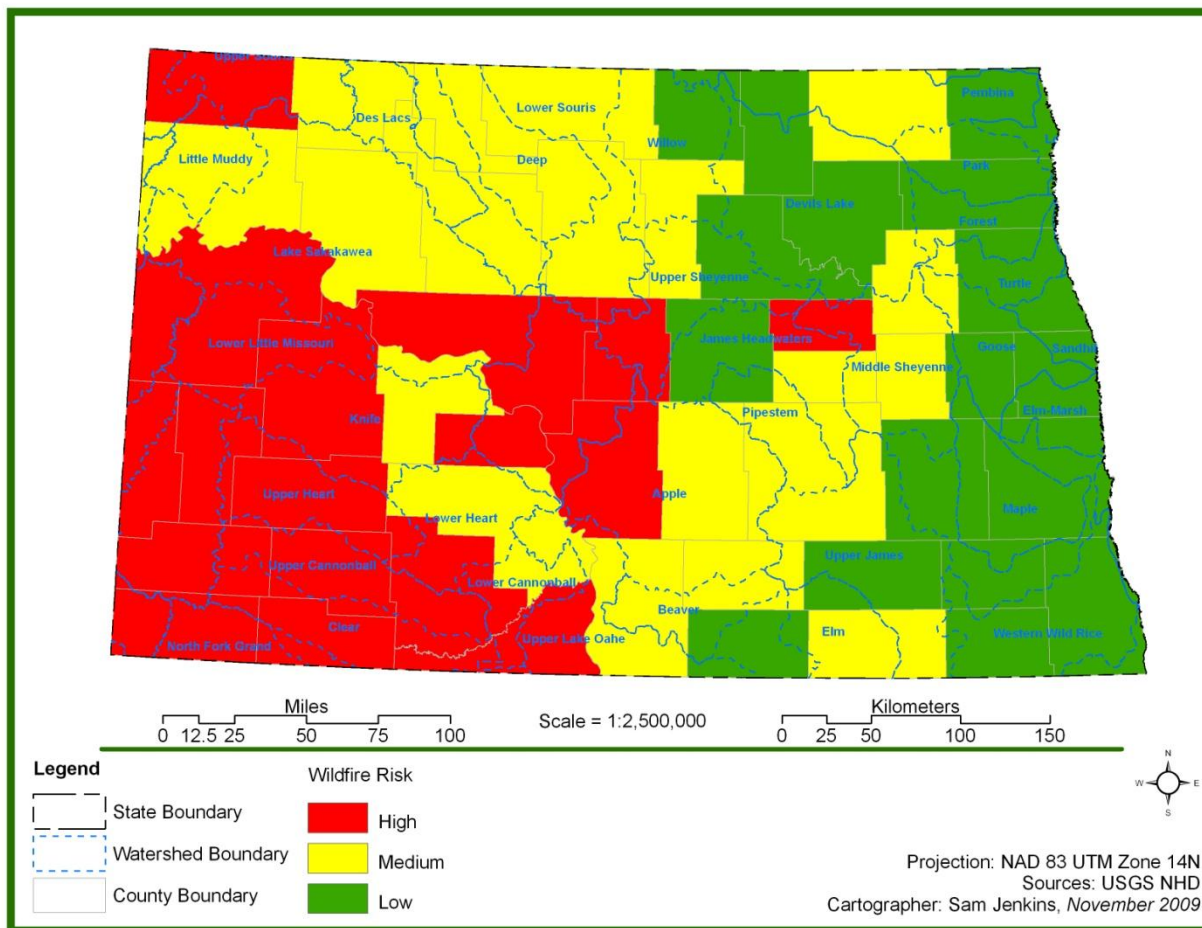 Upper Souris
Pembina
Lower Souris
Des Lacs
Willow
Little Muddy
Deep
Park
Devils Lake
Forest
Lake Sakakawea
Upper Sheyenne
Turtle
James Headwaters
Lower Little Missouri
Goose
Sandhi
Middle Sheyenne
Elm-Marsh
Pipestem
Knife
Upper Heart
Apple
Maple
Lower Heart
Upper James
Upper Cannonball
Lower Cannonball
Beaver
Clear
Elm
Upper Lake Oahe
Western Wild Rice
North Fork Grand
Miles
0 12.5 25 50 75 100
Scale = 1:2,500,000
Kilometers
0 25 50 100 150
Legend
State Boundary
Watershed Boundary
County Boundary
Wildfire Risk
High
Medium
Low
N
W E
S
Projection: NAD 83 UTM Zone 14N
Sources: USGS NHD
Cartographer: Sam Jenkins, November 2009